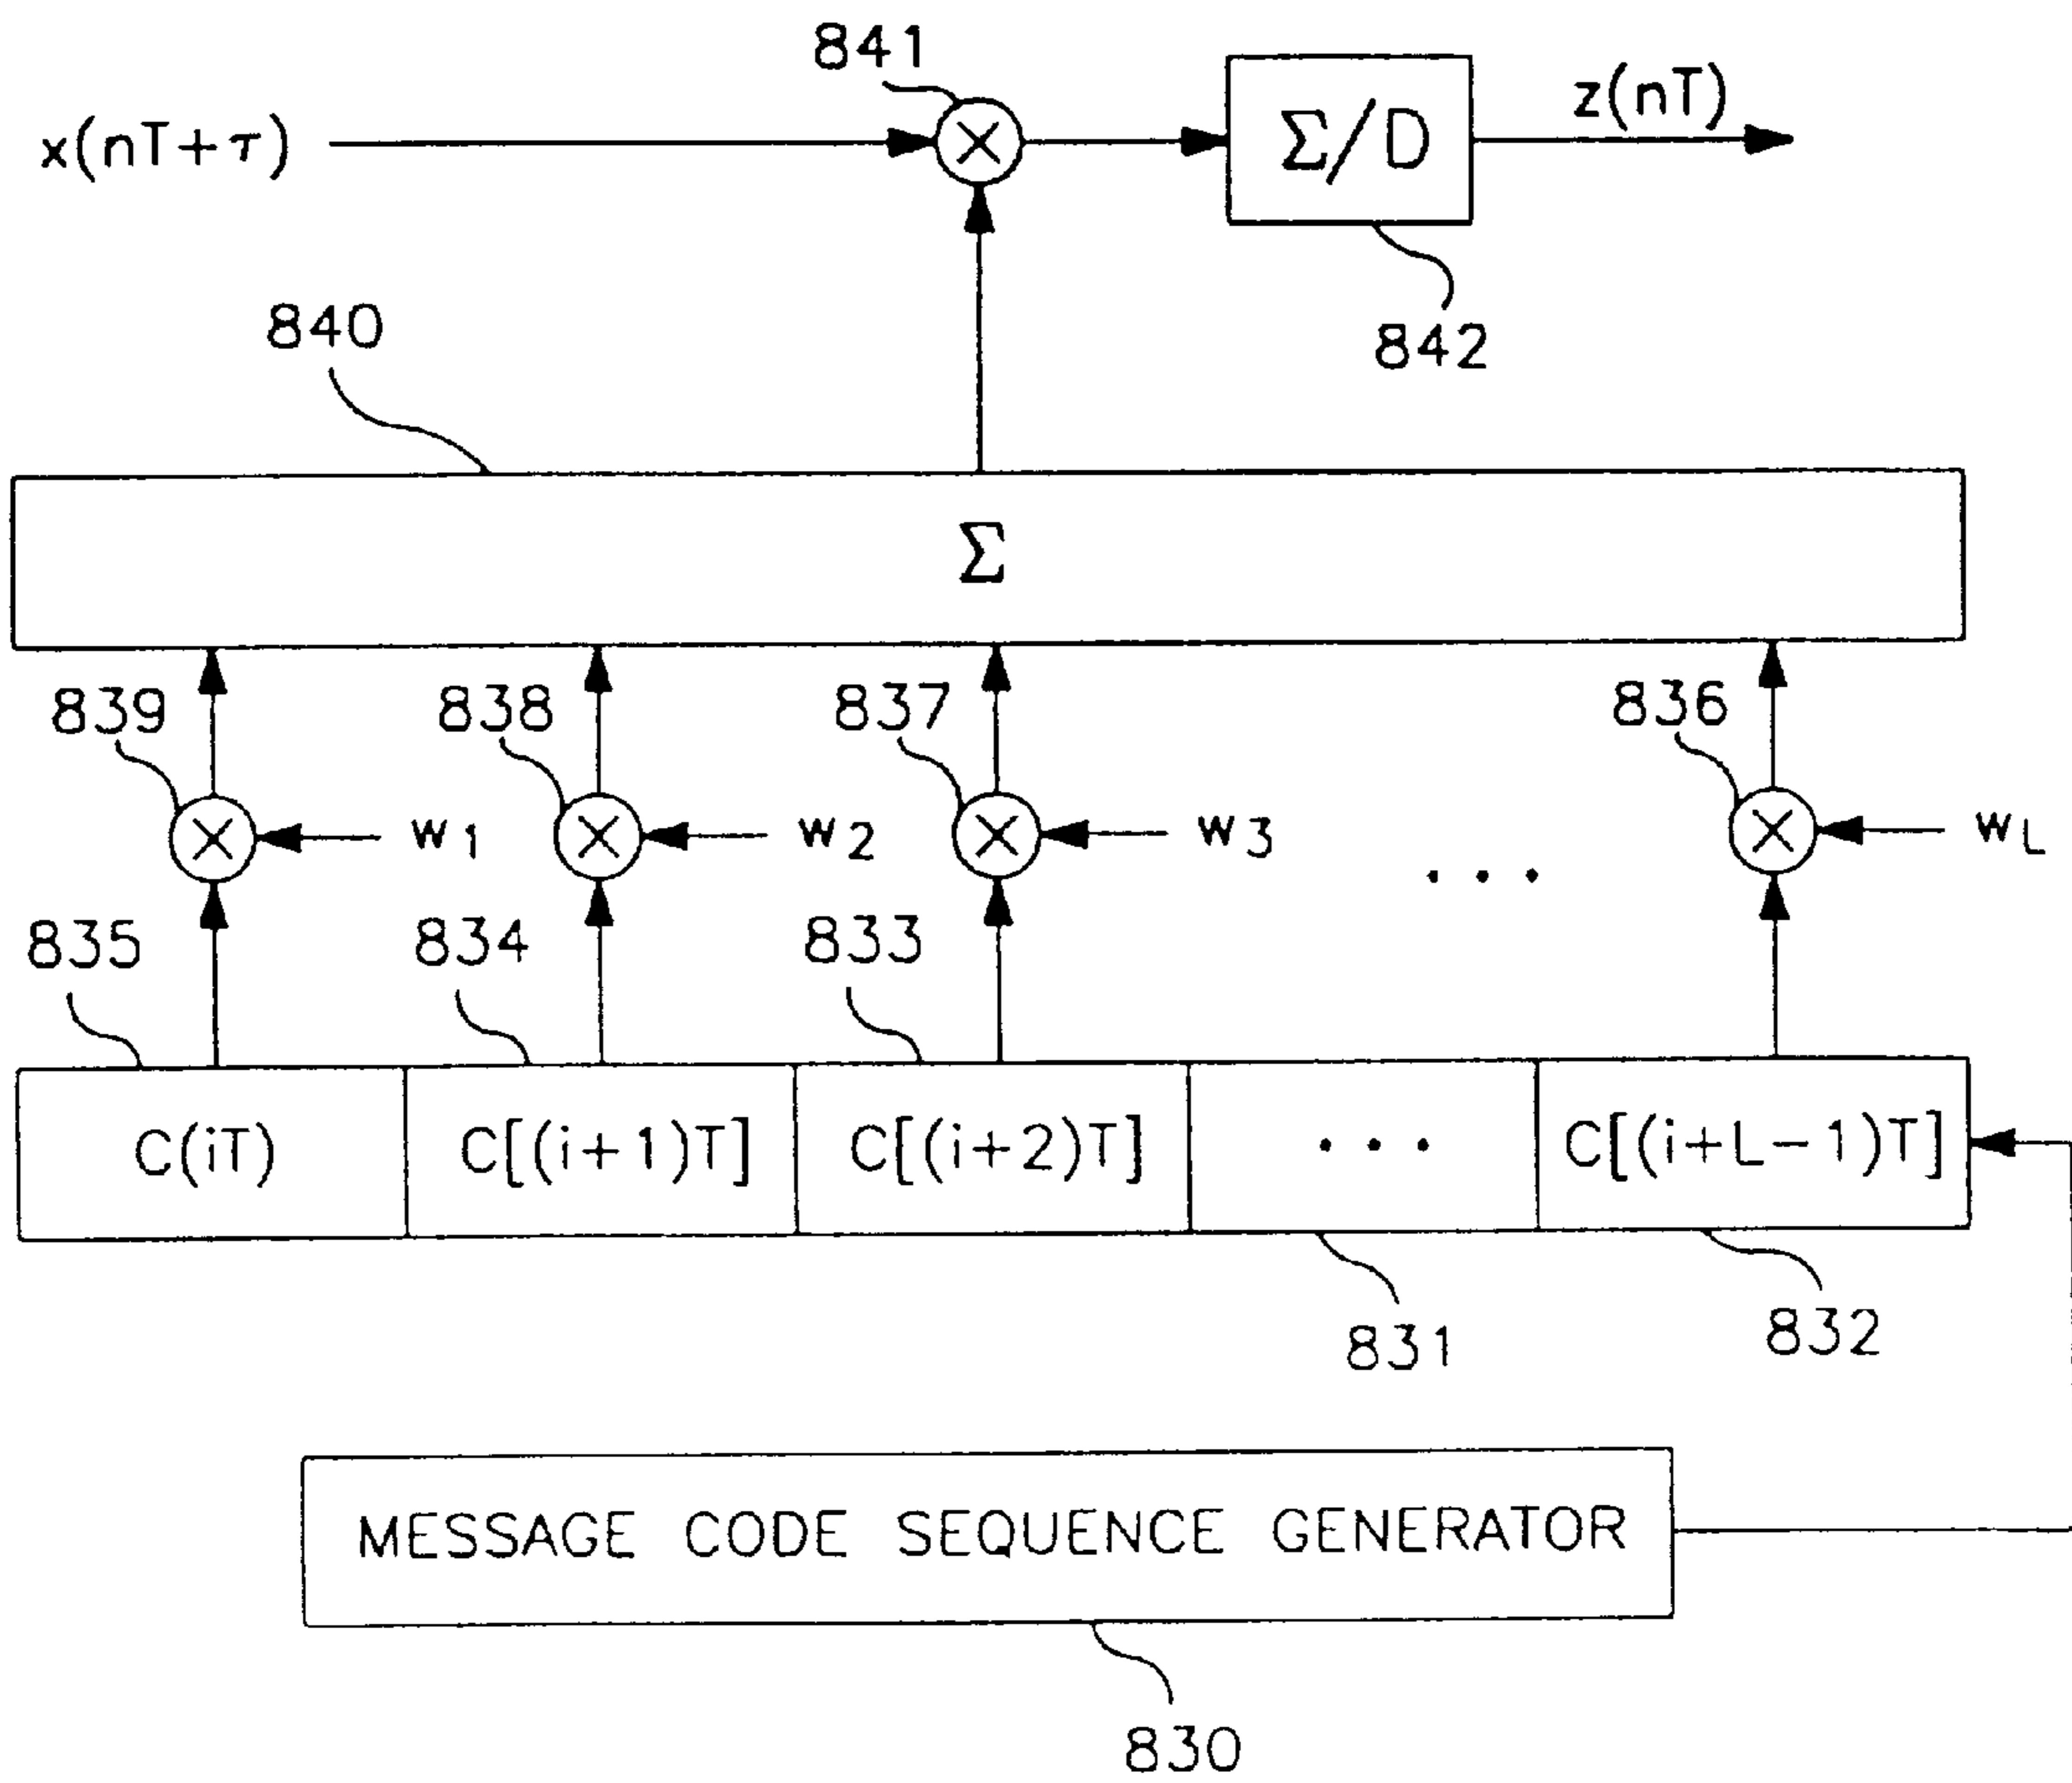 841
x(nT+τ)
Σ/D
z(nT)
840
842
Σ
839
838
837
836
w1
w2
w3
...
wL
835
834
833
C(iT)
C[(i+1)T]
C[(i+2)T]
...
C[(i+L-1)T]
831
832
MESSAGE CODE SEQUENCE GENERATOR
830